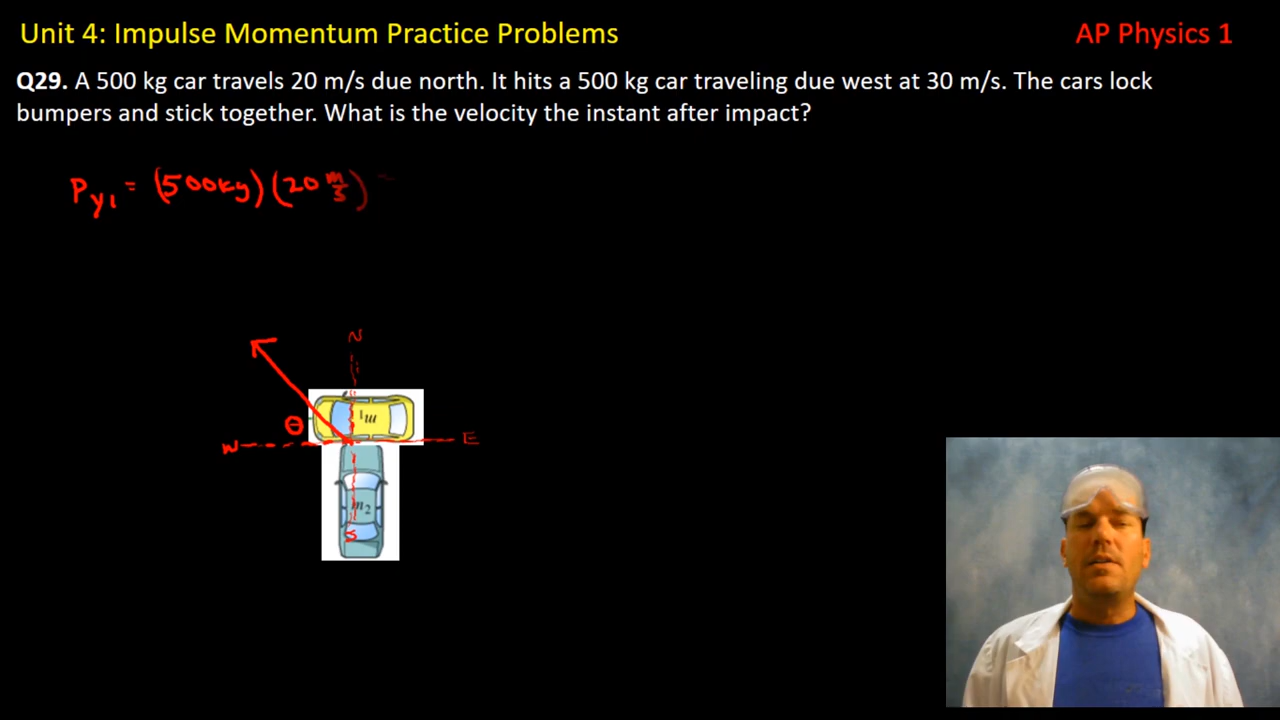 Unit 4: Impulse Momentum Practice Problems
AP Physics 1
Q29. A 500 kg car travels 20 m/s due north. It hits a 500 kg car traveling due west at 30 m/s. The cars lock
bumpers and stick together. What is the velocity the instant after impact?
Py1 = (500kg)(20 m/s)
N
m1
θ
W
E
m2
S